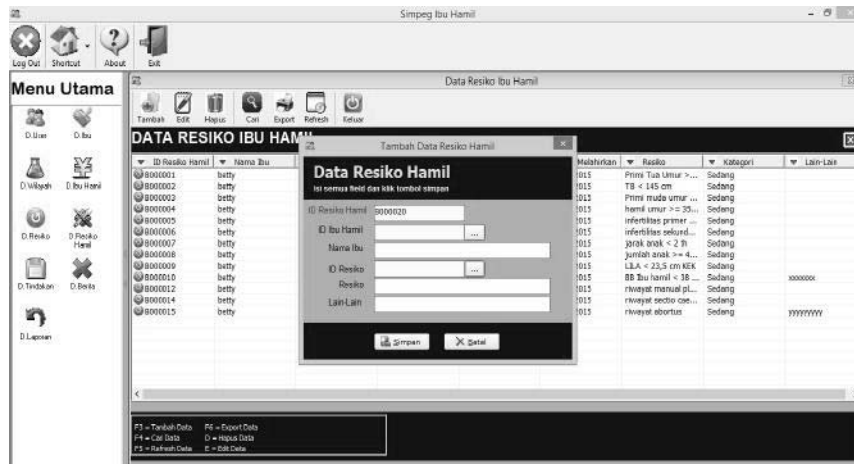 Simpeg Ibu Hamil
Log Out Shortcut About Exit
Menu Utama
D.User D.Ibu
D.Wilayah D.Ibu Hamil
D.Resiko D.Resiko Hamil
D.Tindakan D.Berita
D.Laporan
Data Resiko Ibu Hamil
Tambah Edit Hapus Cari Export Refresh Keluar
DATA RESIKO IBU HAM
ID Resiko Hamil Nama Ibu Melahirkan Resiko Kategori Lain-Lain
8000001 betty 2015 Primi Tua Umur >... Sedang
8000002 betty 2015 TB < 145 cm Sedang
8000003 betty 2015 Primi muda umur ... Sedang
8000004 betty 2015 hamil umur >= 35... Sedang
8000005 betty 2015 infertilitas primer ... Sedang
8000006 betty 2015 infertilitas sekund... Sedang
8000007 betty 2015 jarak anak < 2 th Sedang
8000008 betty 2015 jumlah anak >= 4... Sedang
8000009 betty 2015 LILA < 23,5 cm KEK Sedang
8000010 betty 2015 BB Ibu hamil < 38 ... Sedang xxxxxxx
8000012 betty 2015 riwayat manual pl... Sedang
8000014 betty 2015 riwayat sectio cae... Sedang
8000015 betty 2015 riwayat abortus Sedang yyyyyyyyy
Tambah Data Resiko Hamil
Data Resiko Hamil
Isi semua field dan klik tombol simpan
ID Resiko Hamil 8000020
ID Ibu Hamil ...
Nama Ibu
ID Resiko ...
Resiko
Lain-Lain
Simpan Batal
F3 = Tambah Data F6 = Export Data
F4 = Cari Data D = Hapus Data
F5 = Refresh Data E = Edit Data